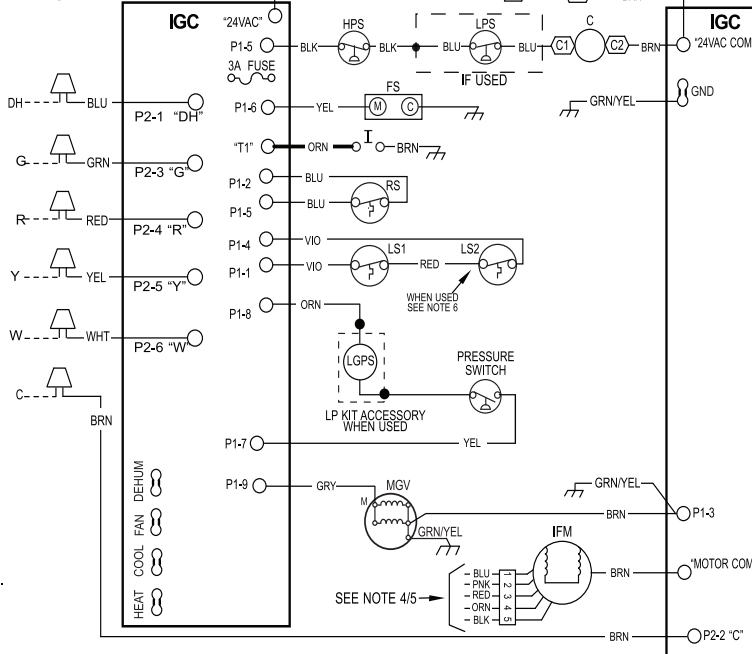 IGC
"24VAC"
P1-5
BLK
HPS
BLK
BLU
LPS
BLU
IF USED
C1
C
C2
BRN
IGC
"24VAC COM
3A FUSE
GND
GRN/YEL
P1-6
YEL
FS
M
C
DH
BLU
P2-1 "DH"
"T1"
ORN
I
BRN
G
GRN
P2-3 "G"
P1-2
BLU
P1-5
BLU
RS
R
RED
P2-4 "R"
P1-4
VIO
P1-1
VIO
LS1
RED
LS2
WHEN USED
SEE NOTE 6
Y
YEL
P2-5 "Y"
P1-8
ORN
W
WHT
P2-6 "W"
LGPS
PRESSURE
SWITCH
LP KIT ACCESSORY
WHEN USED
C
BRN
P1-7
YEL
P1-9
GRY
MGV
M
GRN/YEL
GRN/YEL
BRN
P1-3
DEHUM
FAN
COOL
HEAT
SEE NOTE 4/5
BLU 1
PNK 2
RED 3
ORN 4
BLK 5
IFM
BRN
"MOTOR COM
BRN
P2-2 "C"